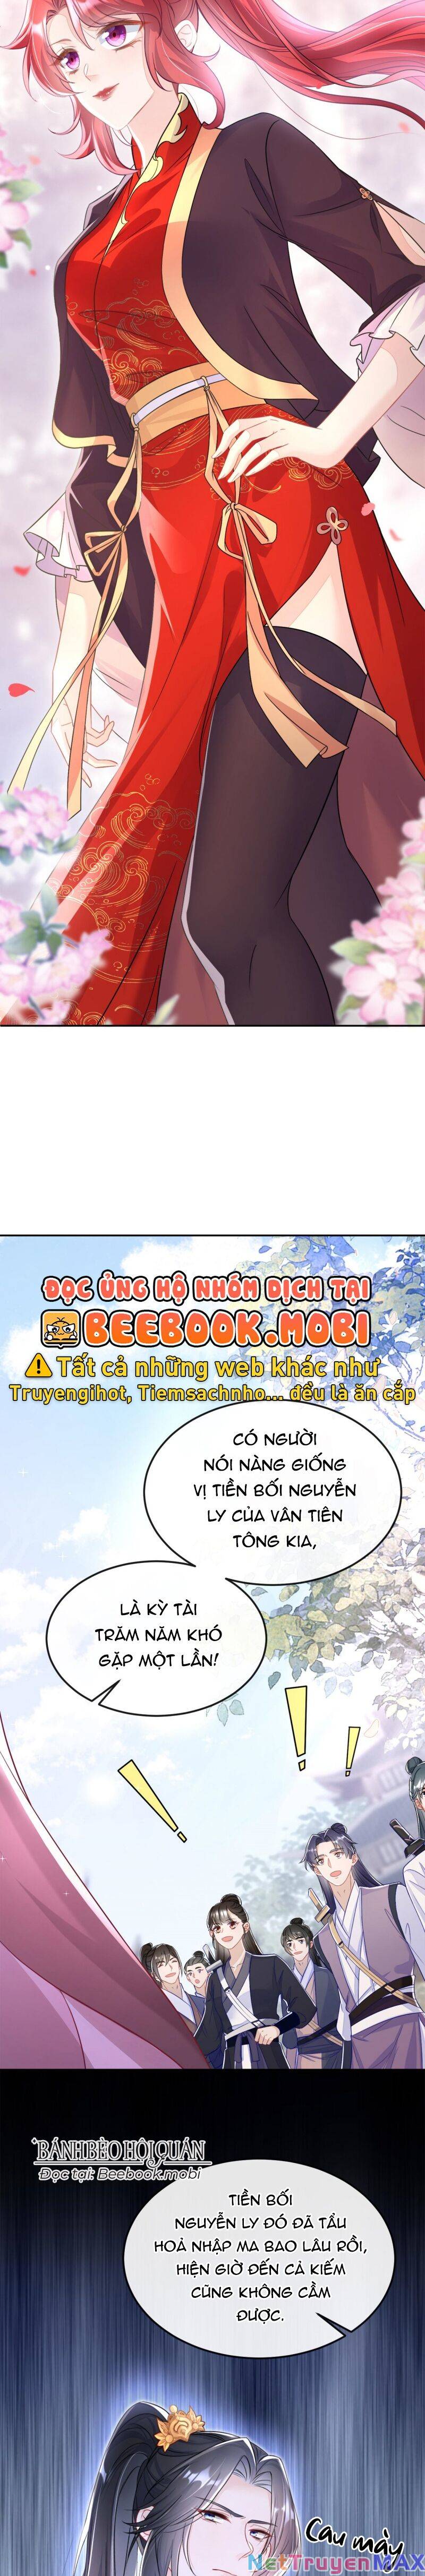 ĐỌC ỦNG HỘ NHÓM DỊCH TẠI
BEEBOOK.MOBI
Tất cả những web khác như
Truyengihot, Tiemsachnho... đều là ăn cắp
CÓ NGƯỜI
NÓI NÀNG GIỐNG
VỊ TIỀN BỐI NGUYỄN
LY CỦA VÂN TIÊN
TÔNG KIA,
LÀ KỲ TÀI
TRĂM NĂM KHÓ
GẶP MỘT LẦN!
BÁNH BÈO HỘI QUÁN
Đọc tại: Beebook.mobi
TIỀN BỐI
NGUYỄN LY ĐÓ ĐÃ TẨU
HOẢ NHẬP MA BAO LÂU RỒI,
HIỆN GIỜ ĐẾN CẢ KIẾM
CŨNG KHÔNG CẦM
ĐƯỢC.
Cau mày
NetTruyenMAX